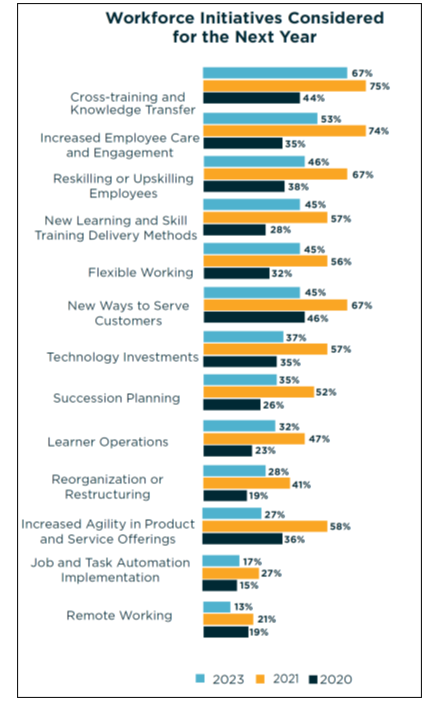 Workforce Initiatives Considered
for the Next Year
67%
75%
Cross-training and
44%
Knowledge Transfer
53%
Increased Employee Care
74%
and Engagement
35%
46%
Reskilling or Upskilling
67%
Employees
38%
45%
New Learning and Skill
57%
Training Delivery Methods
28%
45%
56%
Flexible Working
32%
45%
New Ways to Serve
67%
Customers
46%
37%
57%
Technology Investments
35%
35%
52%
Succession Planning
26%
32%
Learner Operations
47%
23%
28%
Reorganization or
41%
Restructuring
19%
27%
Increased Agility in Product
58%
and Service Offerings
36%
Job and Task Automation
17%
Implementation
27%
15%
13%
Remote Working
21%
19%
2023 2021 2020